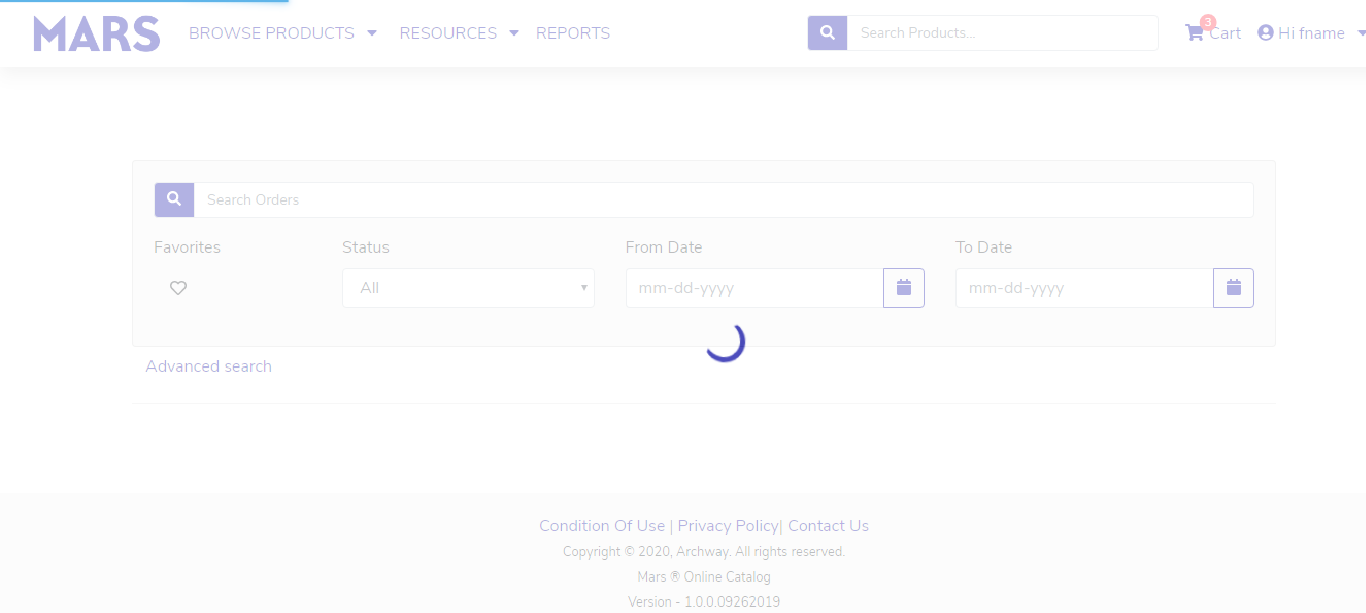 MARS BROWSE PRODUCTS RESOURCES REPORTS Search Products... 3 Cart Hi fname
Search Orders
Favorites Status From Date To Date
All mm-dd-yyyy mm-dd-yyyy
Advanced search
Condition Of Use | Privacy Policy| Contact Us
Copyright © 2020, Archway. All rights reserved.
Mars ® Online Catalog
Version - 1.0.0.09262019